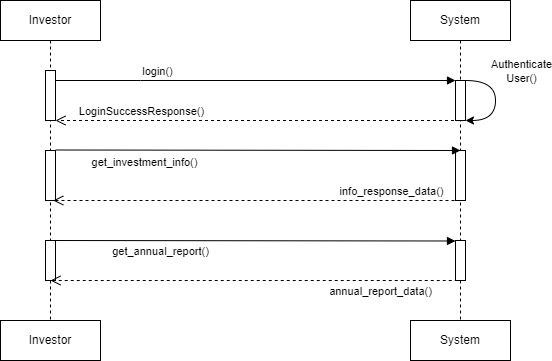 Investor
System
Authenticate
User()
login()
LoginSuccessResponse()
get_investment_info()
info_response_data()
get_annual_report()
annual_report_data()
Investor
System